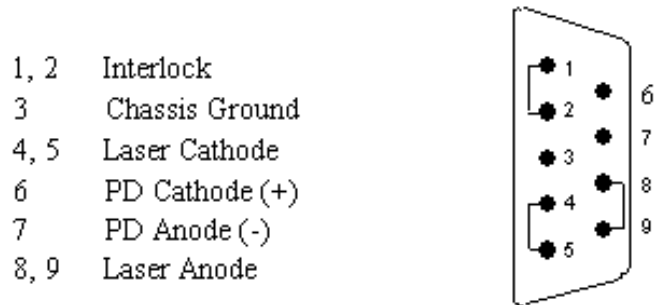 1, 2 Interlock
3 Chassis Ground
4, 5 Laser Cathode
6 PD Cathode (+)
7 PD Anode (-)
8, 9 Laser Anode
1
2
3
4
5
6
7
8
9